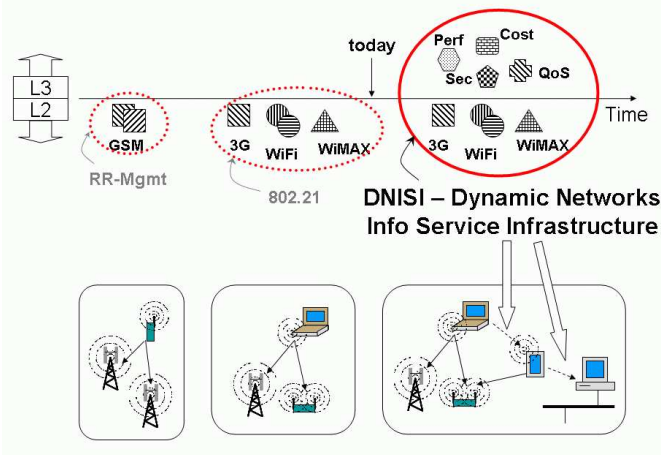 today
Perf
Cost
Sec
QoS
L3
L2
Time
GSM
3G
WiFi
WiMAX
3G
WiFi
WiMAX
RR-Mgmt
802.21
DNISI – Dynamic Networks
Info Service Infrastructure